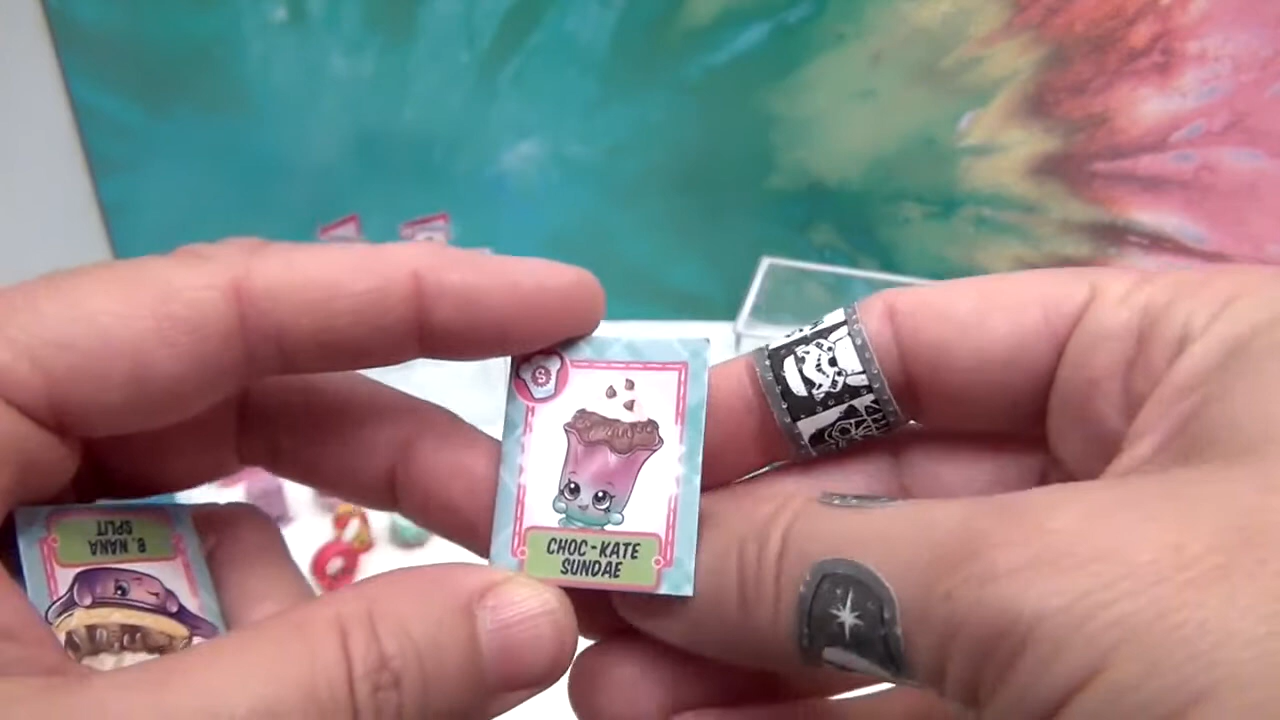 S
CHOC-KATE
SUNDAE
B. NANA
SPLIT